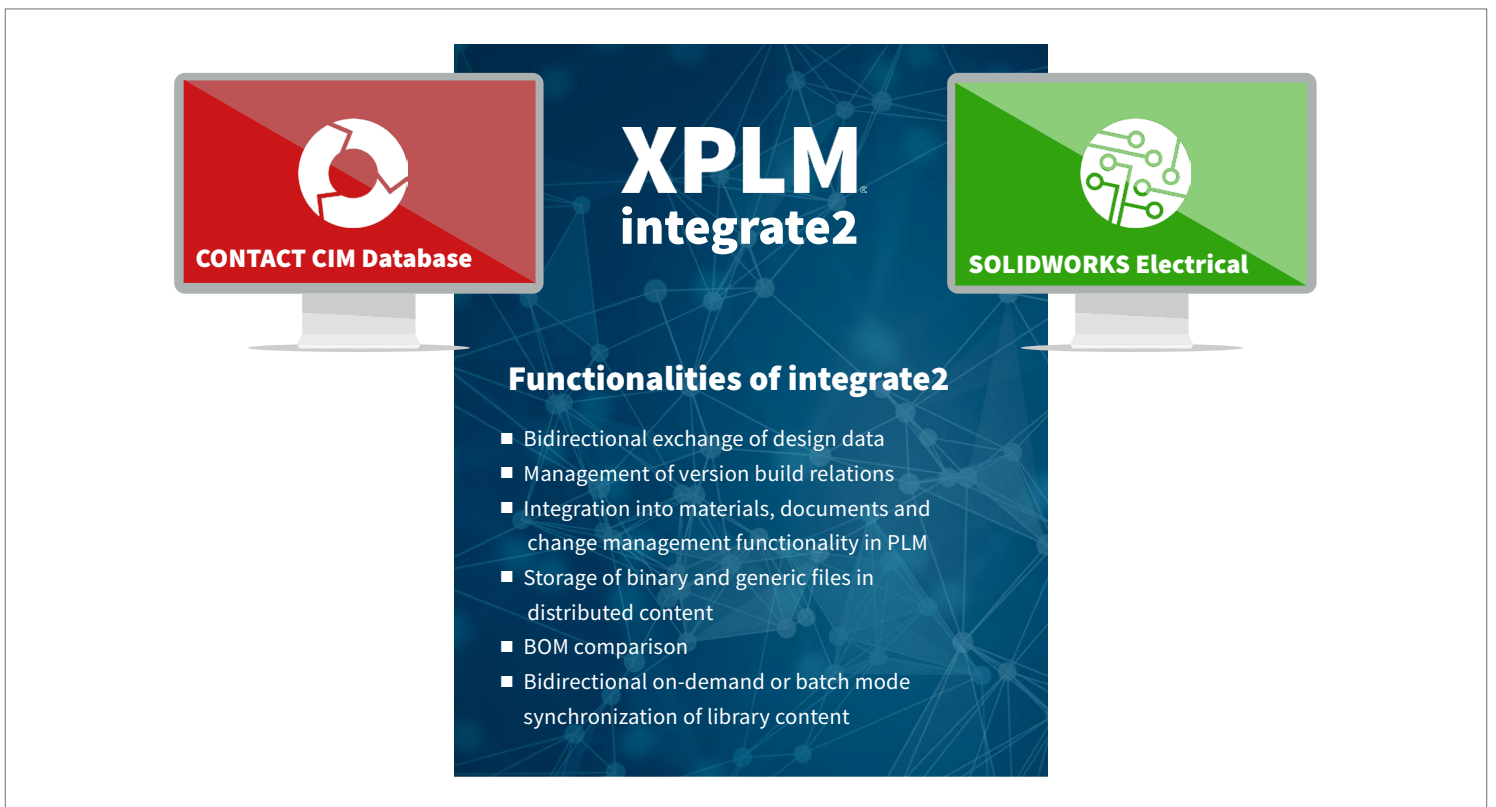 XPLM
integrate2
CONTACT CIM Database
SOLIDWORKS Electrical
Functionalities of integrate2
■ Bidirectional exchange of design data
■ Management of version build relations
■ Integration into materials, documents and
change management functionality in PLM
■ Storage of binary and generic files in
distributed content
■ BOM comparison
■ Bidirectional on-demand or batch mode
synchronization of library content